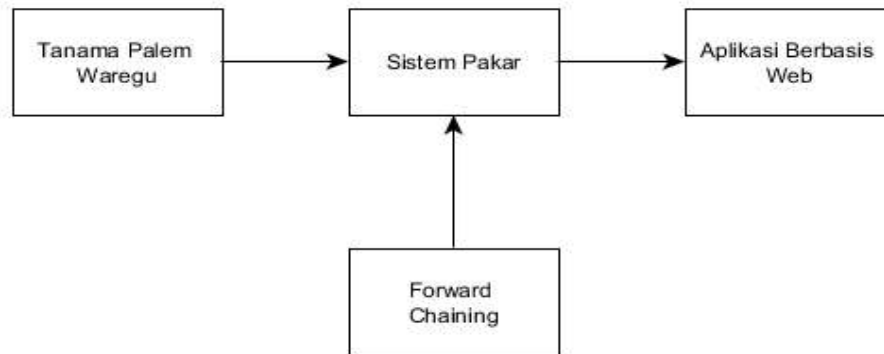 Tanama Palem
Waregu
Sistem Pakar
Aplikasi Berbasis
Web
Forward
Chaining